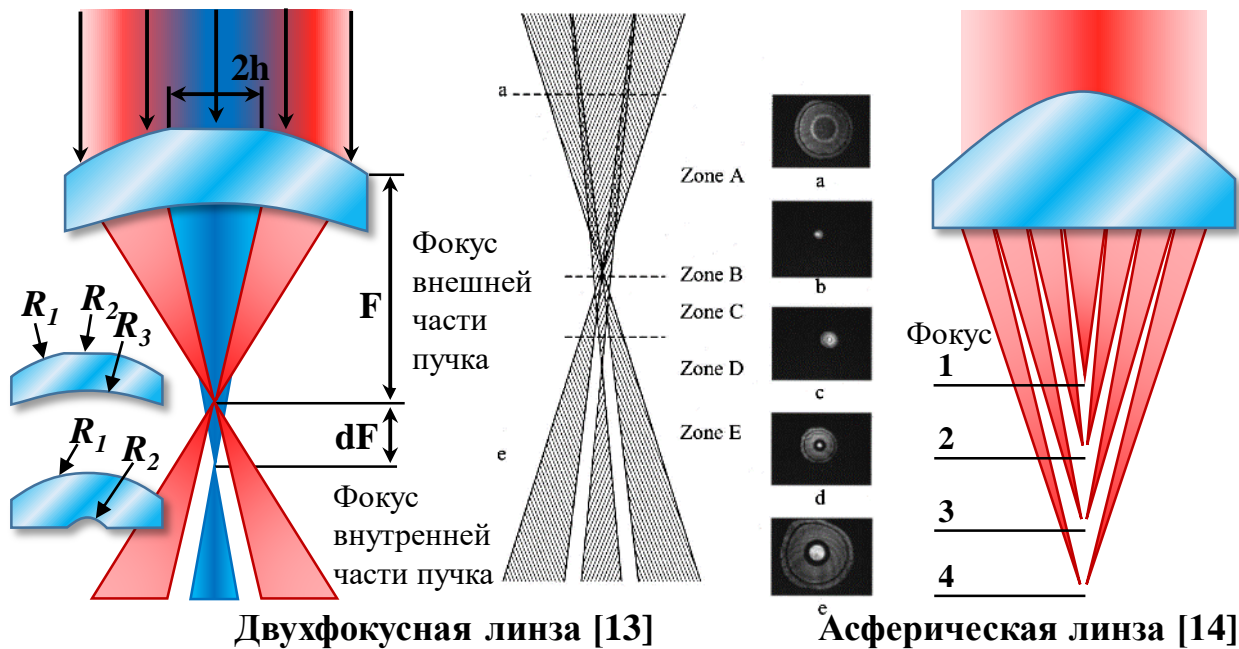 2h
F
dF
Фокус
внешней
части
пучка
Фокус
внутренней
части пучка
R1
R2
R3
R1
R2
a
e
Zone A
Zone B
Zone C
Zone D
Zone E
a
b
c
d
e
Фокус
1
2
3
4
Двухфокусная линза [13]
Асферическая линза [14]